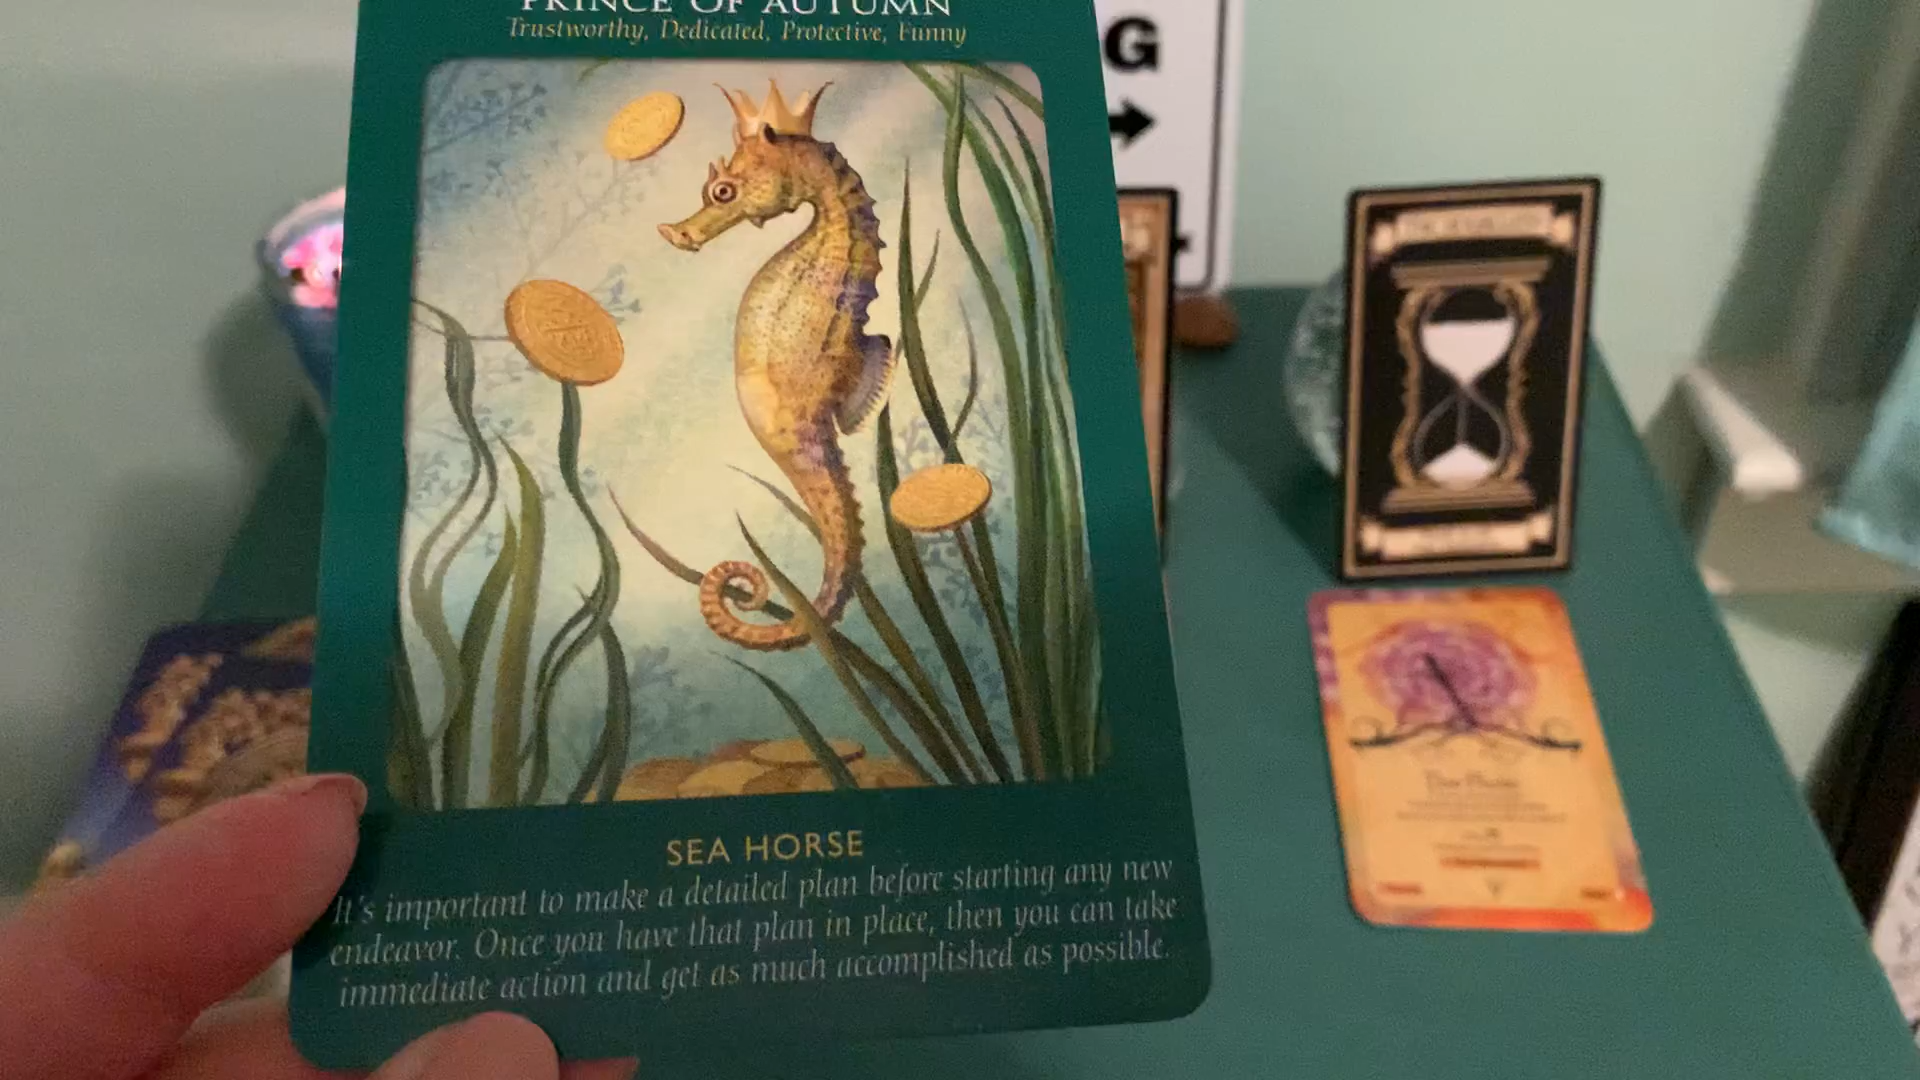 PRINCE OF AUTUMN
Trustworthy, Dedicated, Protective, Funny
G
SEA HORSE
It's important to make a detailed plan before starting any new
endeavor. Once you have that plan in place, then you can take
immediate action and get as much accomplished as possible.